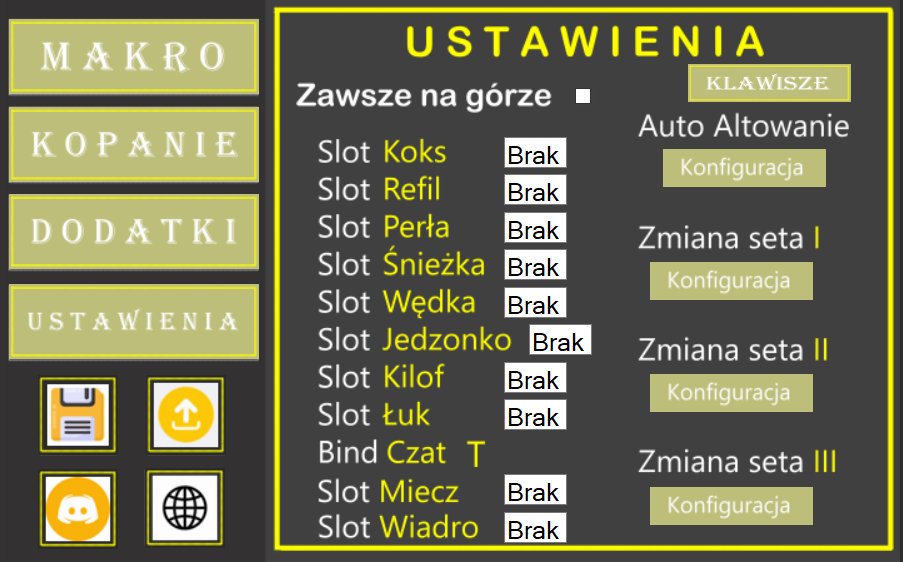 MAKRO
KOPANIE
DODATKI
USTAWIENIA
USTAWIENIA
Zawsze na górze
Slot Koks Brak
Slot Refil Brak
Slot Perła Brak
Slot Śnieżka Brak
Slot Wędka Brak
Slot Jedzonko Brak
Slot Kilof Brak
Slot Łuk Brak
Bind Czat T
Slot Miecz Brak
Slot Wiadro Brak
KLAWISZE
Auto Altowanie
Konfiguracja
Zmiana seta I
Konfiguracja
Zmiana seta II
Konfiguracja
Zmiana seta III
Konfiguracja